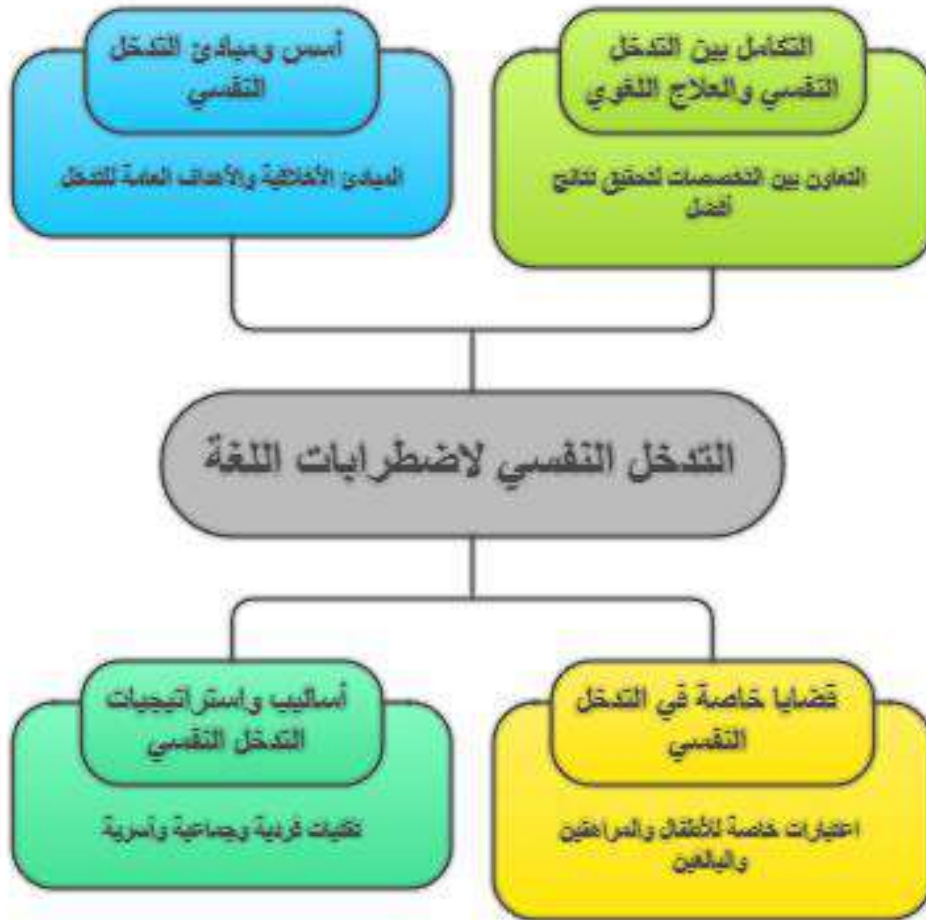 التكامل بين التدخل
النفسي والعلاج اللغوي
التعاون بين التخصصات لتحقيق نتائج
أفضل
أسس ومبادئ التدخل
النفسي
المبادئ الأخلاقية والأهداف العامة للتدخل
التدخل النفسي لاضطرابات اللغة
قضايا خاصة في التدخل
النفسي
اعتبارات خاصة للأطفال والمراهقين
والبالغين
أساليب واستراتيجيات
التدخل النفسي
تقنيات فردية وجماعية وأسرية